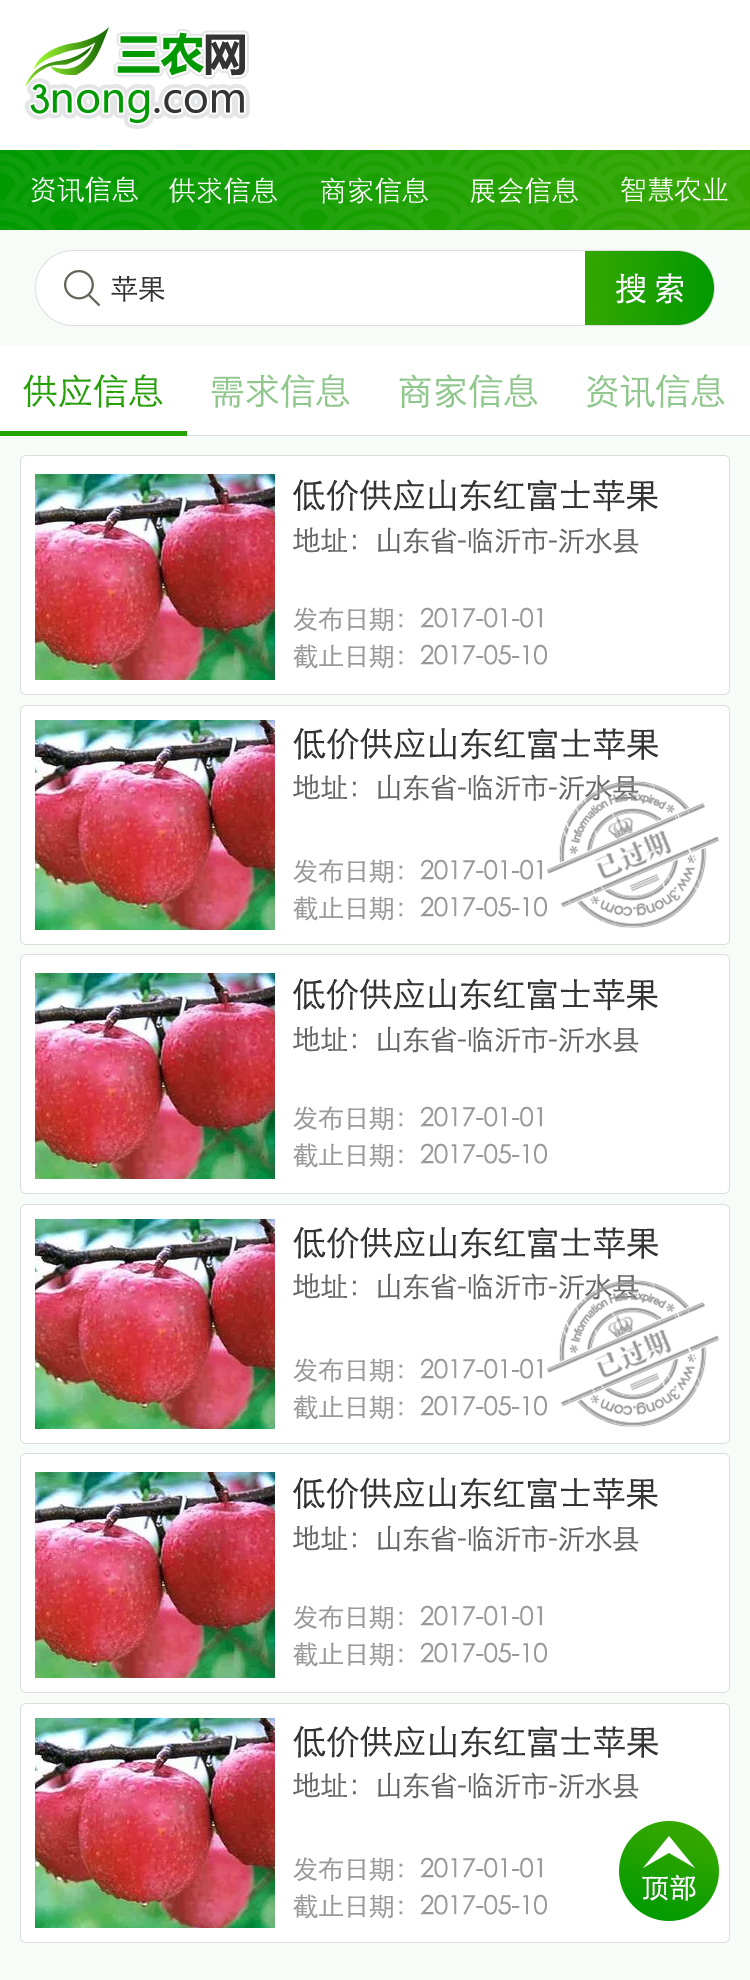 三农网
3nong.com
资讯信息 供求信息 商家信息 展会信息 智慧农业
苹果 搜 索
供应信息 需求信息 商家信息 资讯信息
低价供应山东红富士苹果
地址：山东省-临沂市-沂水县
发布日期：2017-01-01
截止日期：2017-05-10
低价供应山东红富士苹果
地址：山东省-临沂市-沂水县
* Information Has Expired *
已过期
*www.3nong.com*
发布日期：2017-01-01
截止日期：2017-05-10
低价供应山东红富士苹果
地址：山东省-临沂市-沂水县
发布日期：2017-01-01
截止日期：2017-05-10
低价供应山东红富士苹果
地址：山东省-临沂市-沂水县
* Information Has Expired *
已过期
*www.3nong.com*
发布日期：2017-01-01
截止日期：2017-05-10
低价供应山东红富士苹果
地址：山东省-临沂市-沂水县
发布日期：2017-01-01
截止日期：2017-05-10
低价供应山东红富士苹果
地址：山东省-临沂市-沂水县
发布日期：2017-01-01
截止日期：2017-05-10
顶部